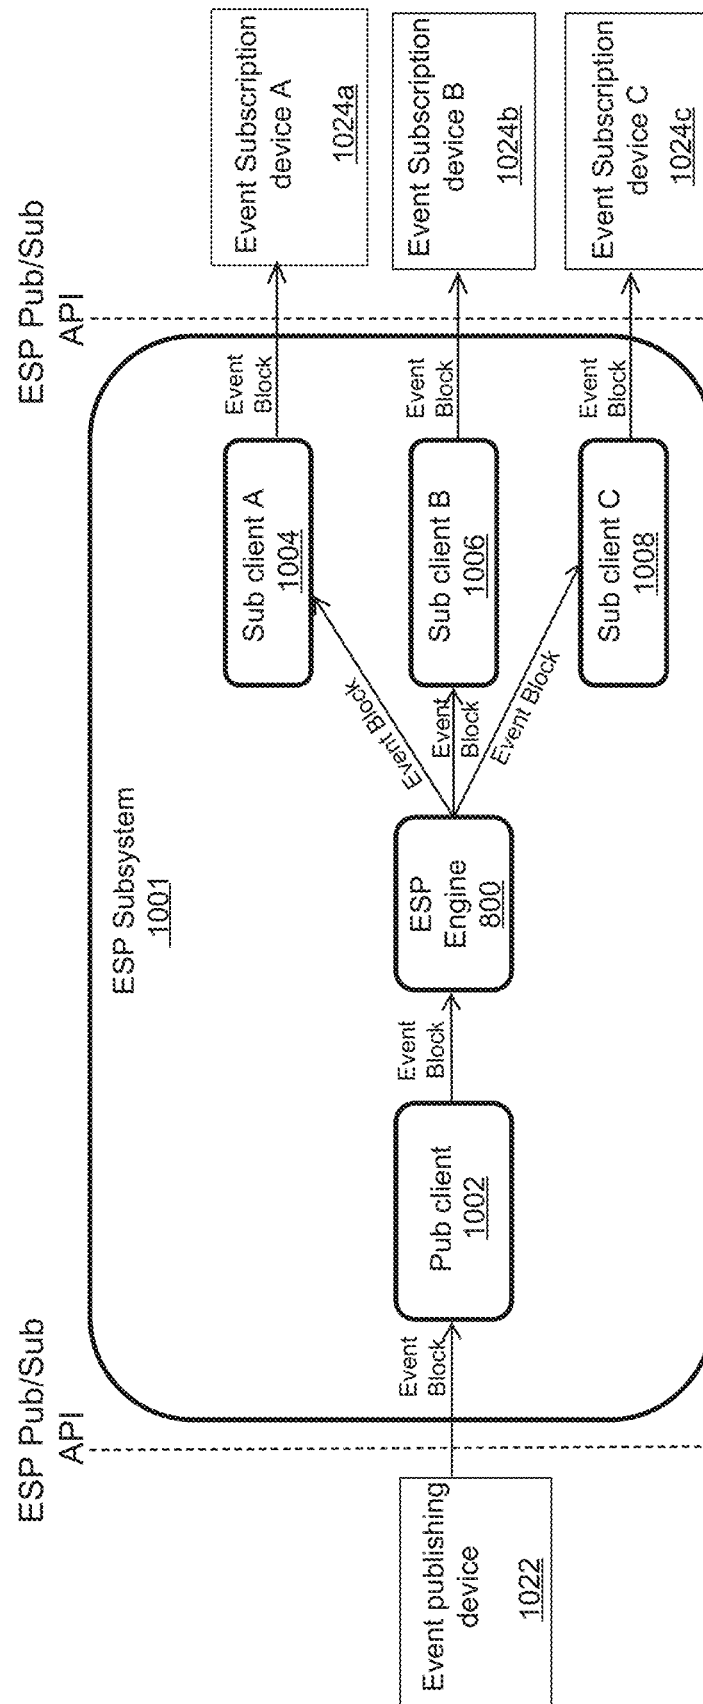 ESP Pub/Sub
API
ESP Pub/Sub
API
ESP Subsystem
1001
Event publishing
device
1022
Event
Block
Pub client
1002
Event
Block
ESP
Engine
800
Event Block
Event
Block
Event Block
Sub client A
1004
Sub client B
1006
Sub client C
1008
Event
Block
Event
Block
Event
Block
Event Subscription
device A
1024a
Event Subscription
device B
1024b
Event Subscription
device C
1024c